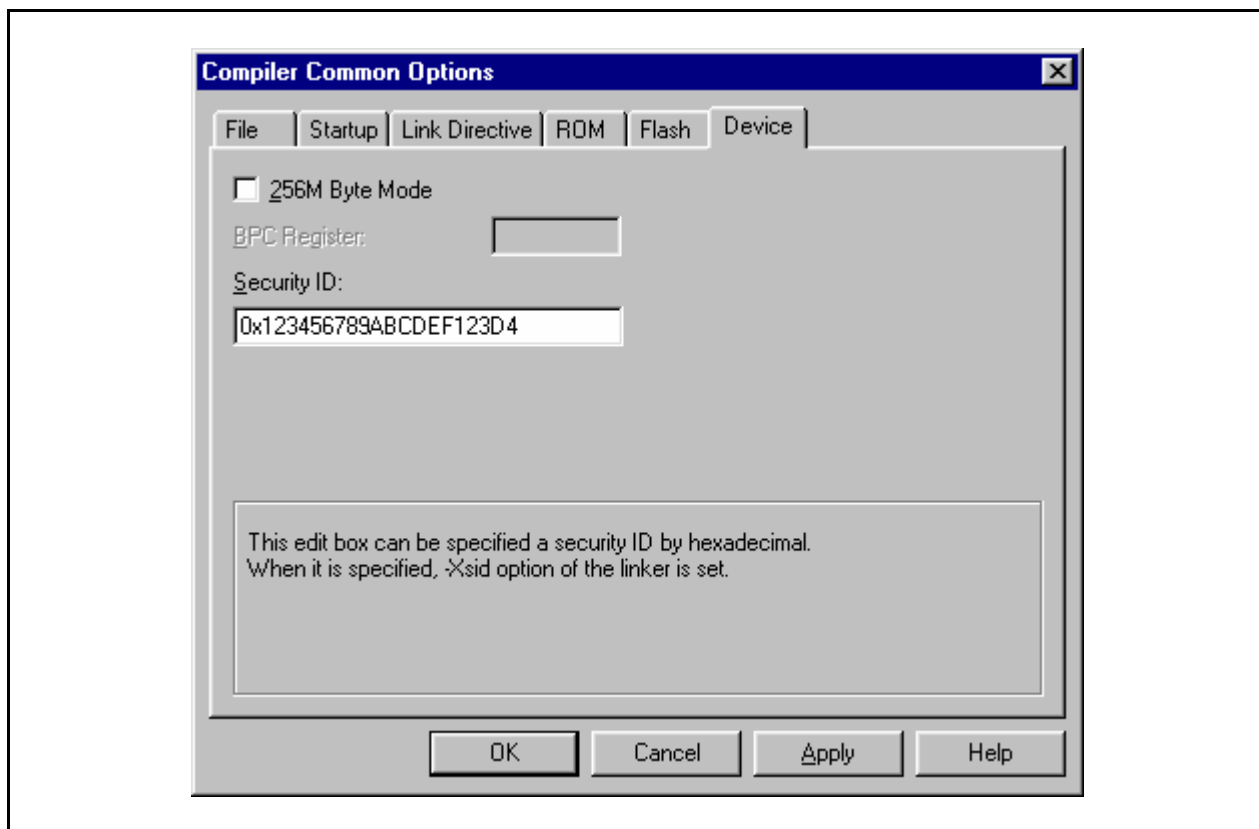 Compiler Common Options
File Startup Link Directive ROM Flash Device
256M Byte Mode
BPC Register:
Security ID:
0x123456789ABCDEF123D4
This edit box can be specified a security ID by hexadecimal.
When it is specified, -Xsid option of the linker is set.
OK Cancel Apply Help